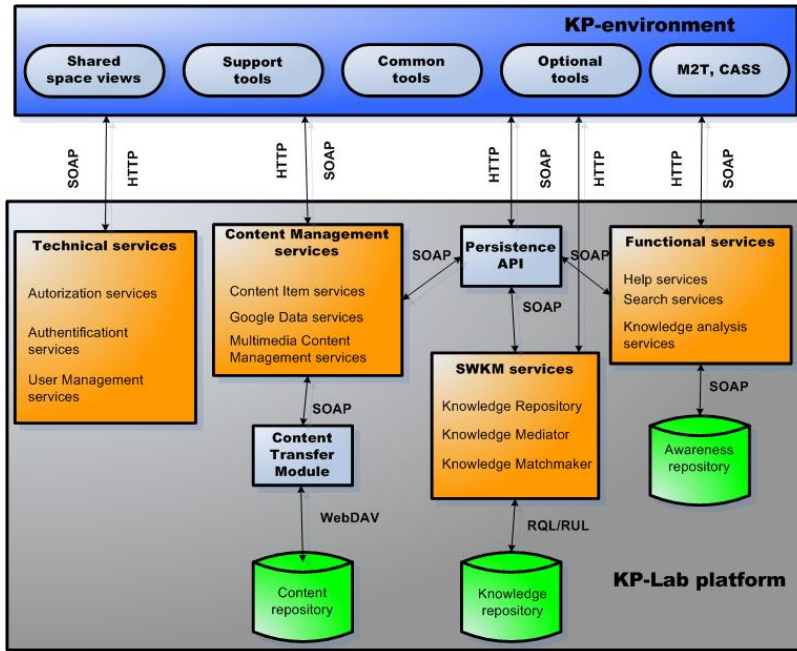 KP-environment
Shared
space views
Support
tools
Common
tools
Optional
tools
M2T, CASS
SOAP
HTTP
HTTP
SOAP
HTTP
SOAP
HTTP
HTTP
SOAP
Technical services
Autorization services
Authentificationt
services
User Management
services
Content Management
services
Content Item services
Google Data services
Multimedia Content
Management services
SOAP
Persistence
API
SOAP
Functional services
Help services
Search services
Knowledge analysis
services
SOAP
SWKM services
Knowledge Repository
Knowledge Mediator
Knowledge Matchmaker
SOAP
Content
Transfer
Module
SOAP
Awareness
repository
WebDAV
RQL/RUL
Content
repository
Knowledge
repository
KP-Lab platform